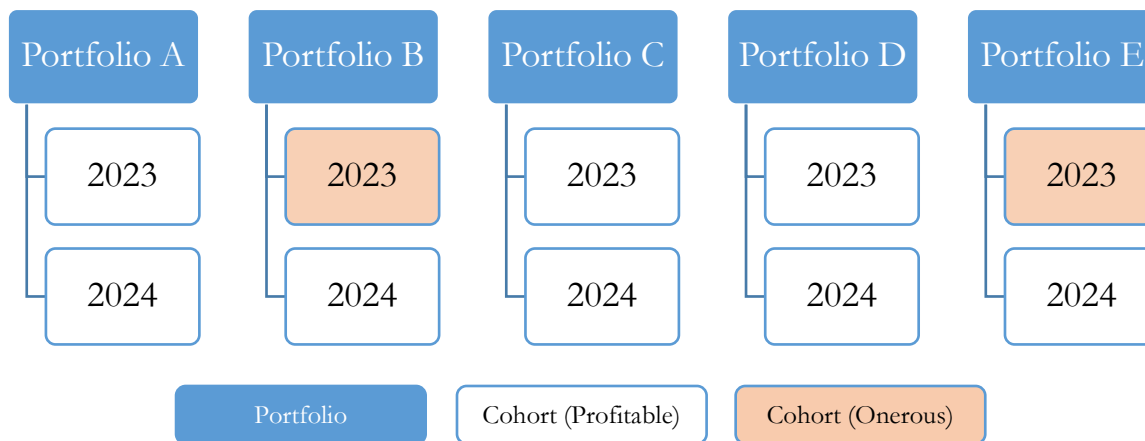 Portfolio A
Portfolio B
Portfolio C
Portfolio D
Portfolio E
2023
2023
2023
2023
2023
2024
2024
2024
2024
2024
Portfolio
Cohort (Profitable)
Cohort (Onerous)